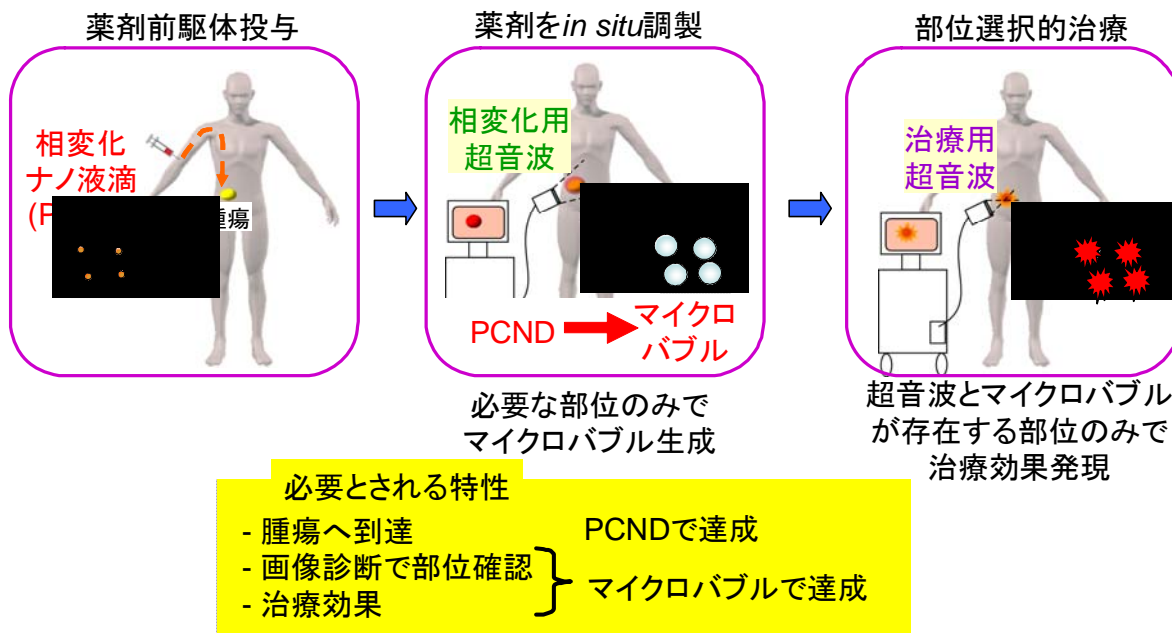 薬剤前駆体投与
相変化
ナノ液滴
(P
腫瘍
薬剤をin situ調製
相変化用
超音波
PCND
マイクロ
バブル
必要な部位のみで
マイクロバブル生成
部位選択的治療
治療用
超音波
超音波とマイクロバブル
が存在する部位のみで
治療効果発現
必要とされる特性
- 腫瘍へ到達
PCNDで達成
- 画像診断で部位確認
- 治療効果
マイクロバブルで達成